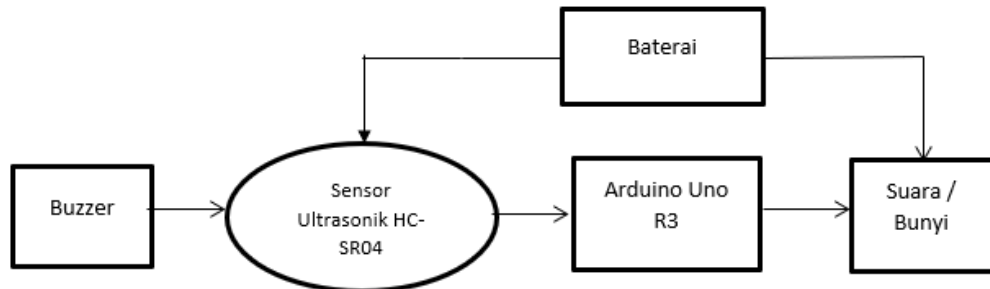 Baterai
Buzzer
Sensor
Ultrasonik HC-
SR04
Arduino Uno
R3
Suara /
Bunyi